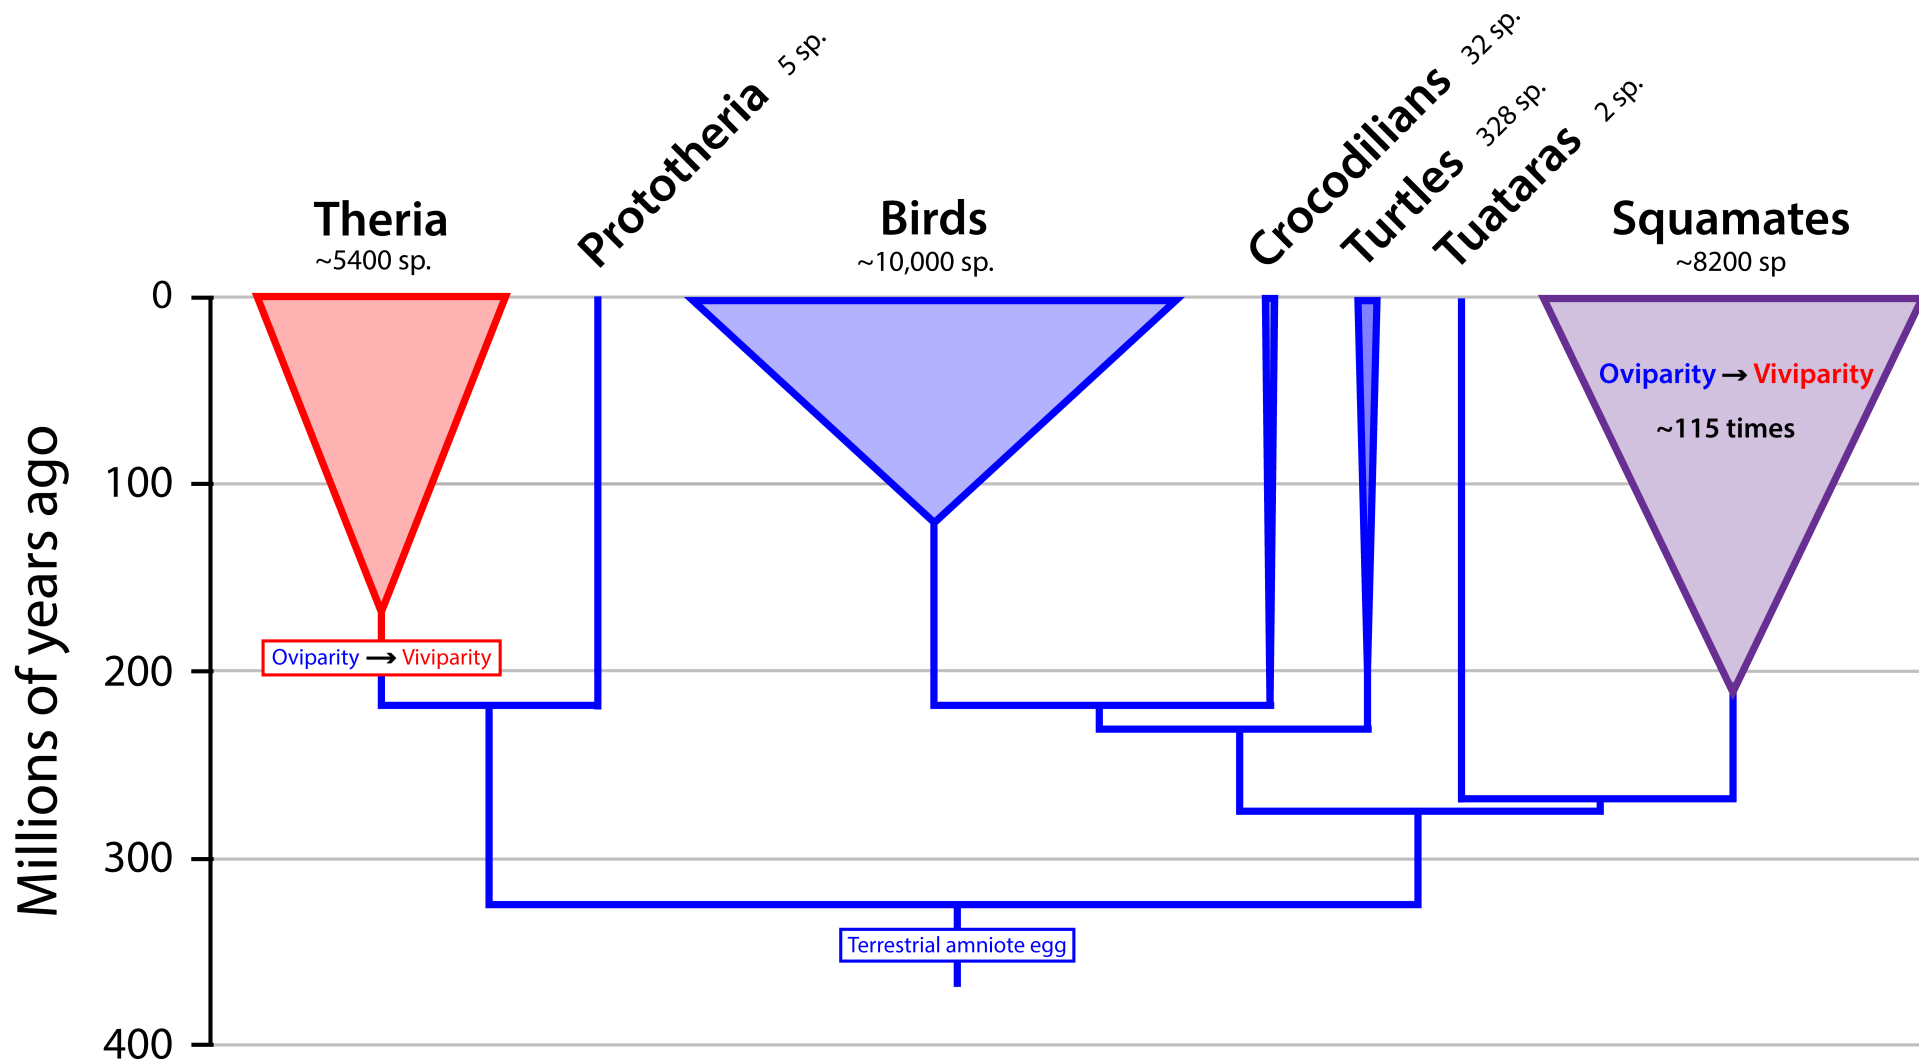 Theria
~5400 sp.
Prototheria 5 sp.
Birds
~10,000 sp.
Crocodilians 32 sp.
Turtles 328 sp.
Tuataras 2 sp.
Squamates
~8200 sp
Millions of years ago
0
100
200
300
400
Oviparity → Viviparity
~115 times
Oviparity → Viviparity
Terrestrial amniote egg